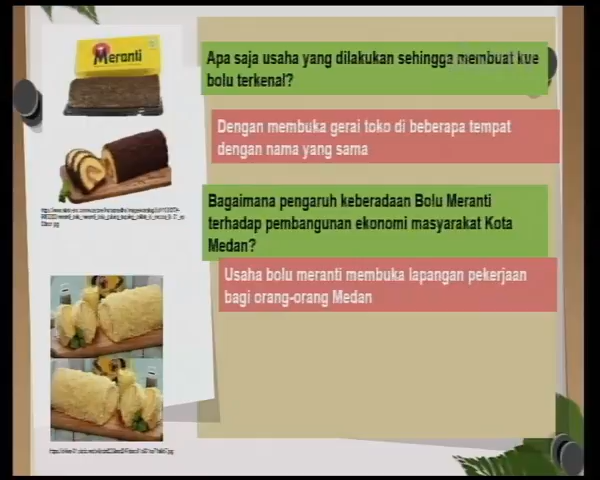 Meranti
Apa saja usaha yang dilakukan sehingga membuat kue
bolu terkenal?
Dengan membuka gerai toko di beberapa tempat
dengan nama yang sama
Bagaimana pengaruh keberadaan Bolu Meranti
terhadap pembangunan ekonomi masyarakat Kota
Medan?
Usaha bolu meranti membuka lapangan pekerjaan
bagi orang-orang Medan